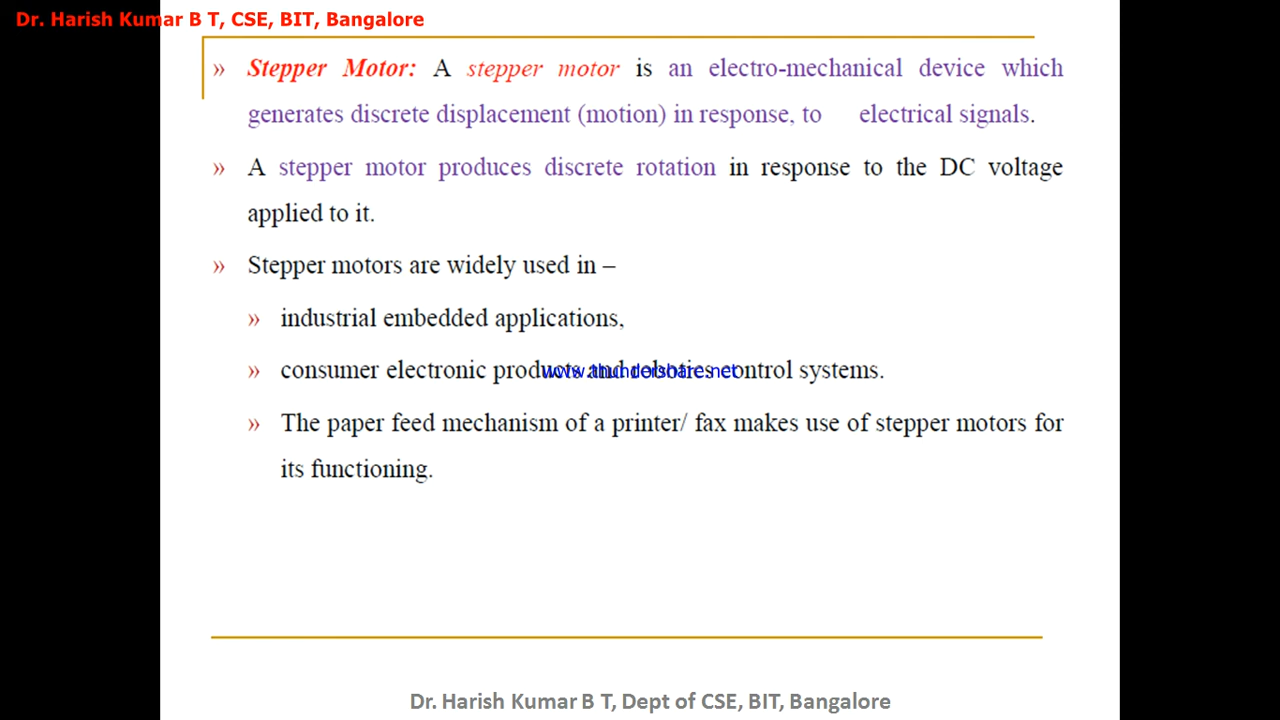 Dr. Harish Kumar B T, CSE, BIT, Bangalore
» Stepper Motor: A stepper motor is an electro-mechanical device which
generates discrete displacement (motion) in response, to electrical signals.
» A stepper motor produces discrete rotation in response to the DC voltage
applied to it.
» Stepper motors are widely used in –
» industrial embedded applications,
» consumer electronic products and robotics control systems.
www.thundershare.net
» The paper feed mechanism of a printer/ fax makes use of stepper motors for
its functioning.
Dr. Harish Kumar B T, Dept of CSE, BIT, Bangalore